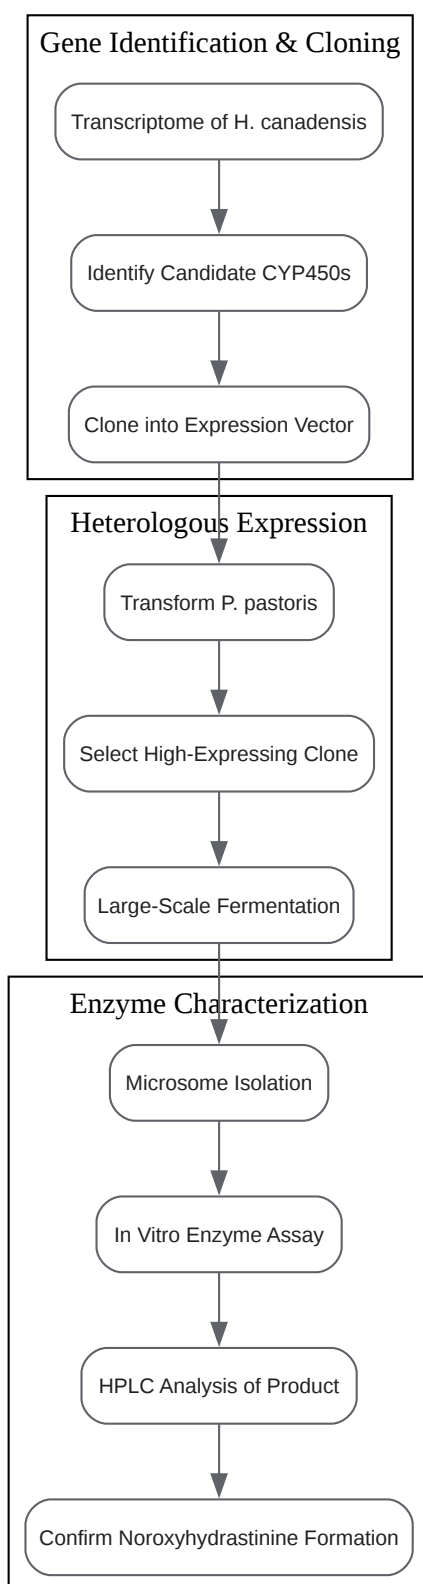 Gene Identification & Cloning
Transcriptome of H. canadensis
Identify Candidate CYP450s
Clone into Expression Vector
Heterologous Expression
Transform P. pastoris
Select High-Expressing Clone
Large-Scale Fermentation
Enzyme Characterization
Microsome Isolation
In Vitro Enzyme Assay
HPLC Analysis of Product
Confirm Noroxyhydrastinine Formation